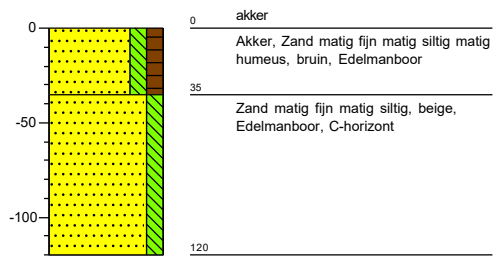 0 akker
0
Akker, Zand matig fijn matig siltig matig
humeus, bruin, Edelmanboor
35
Zand matig fijn matig siltig, beige,
Edelmanboor, C-horizont
-50
-100
120